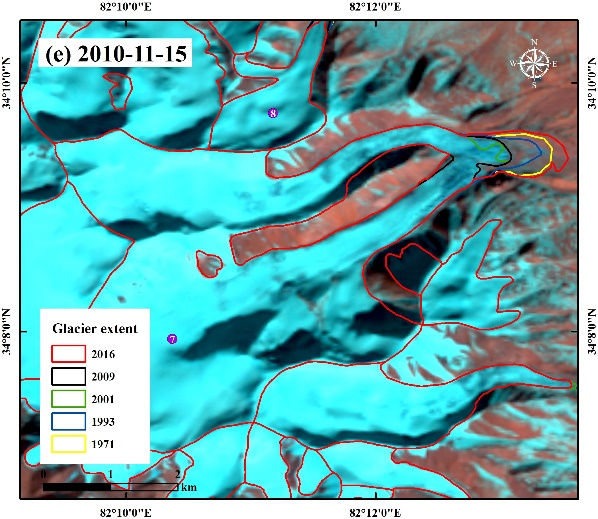 82°10'0"E 82°12'0"E
34°10'0"N 34°10'0"N
(e) 2010-11-15
N
W E
S
8
7
34°8'0"N 34°8'0"N
Glacier extent
2016
2009
2001
1993
1971
0 1 2
km
82°10'0"E 82°12'0"E